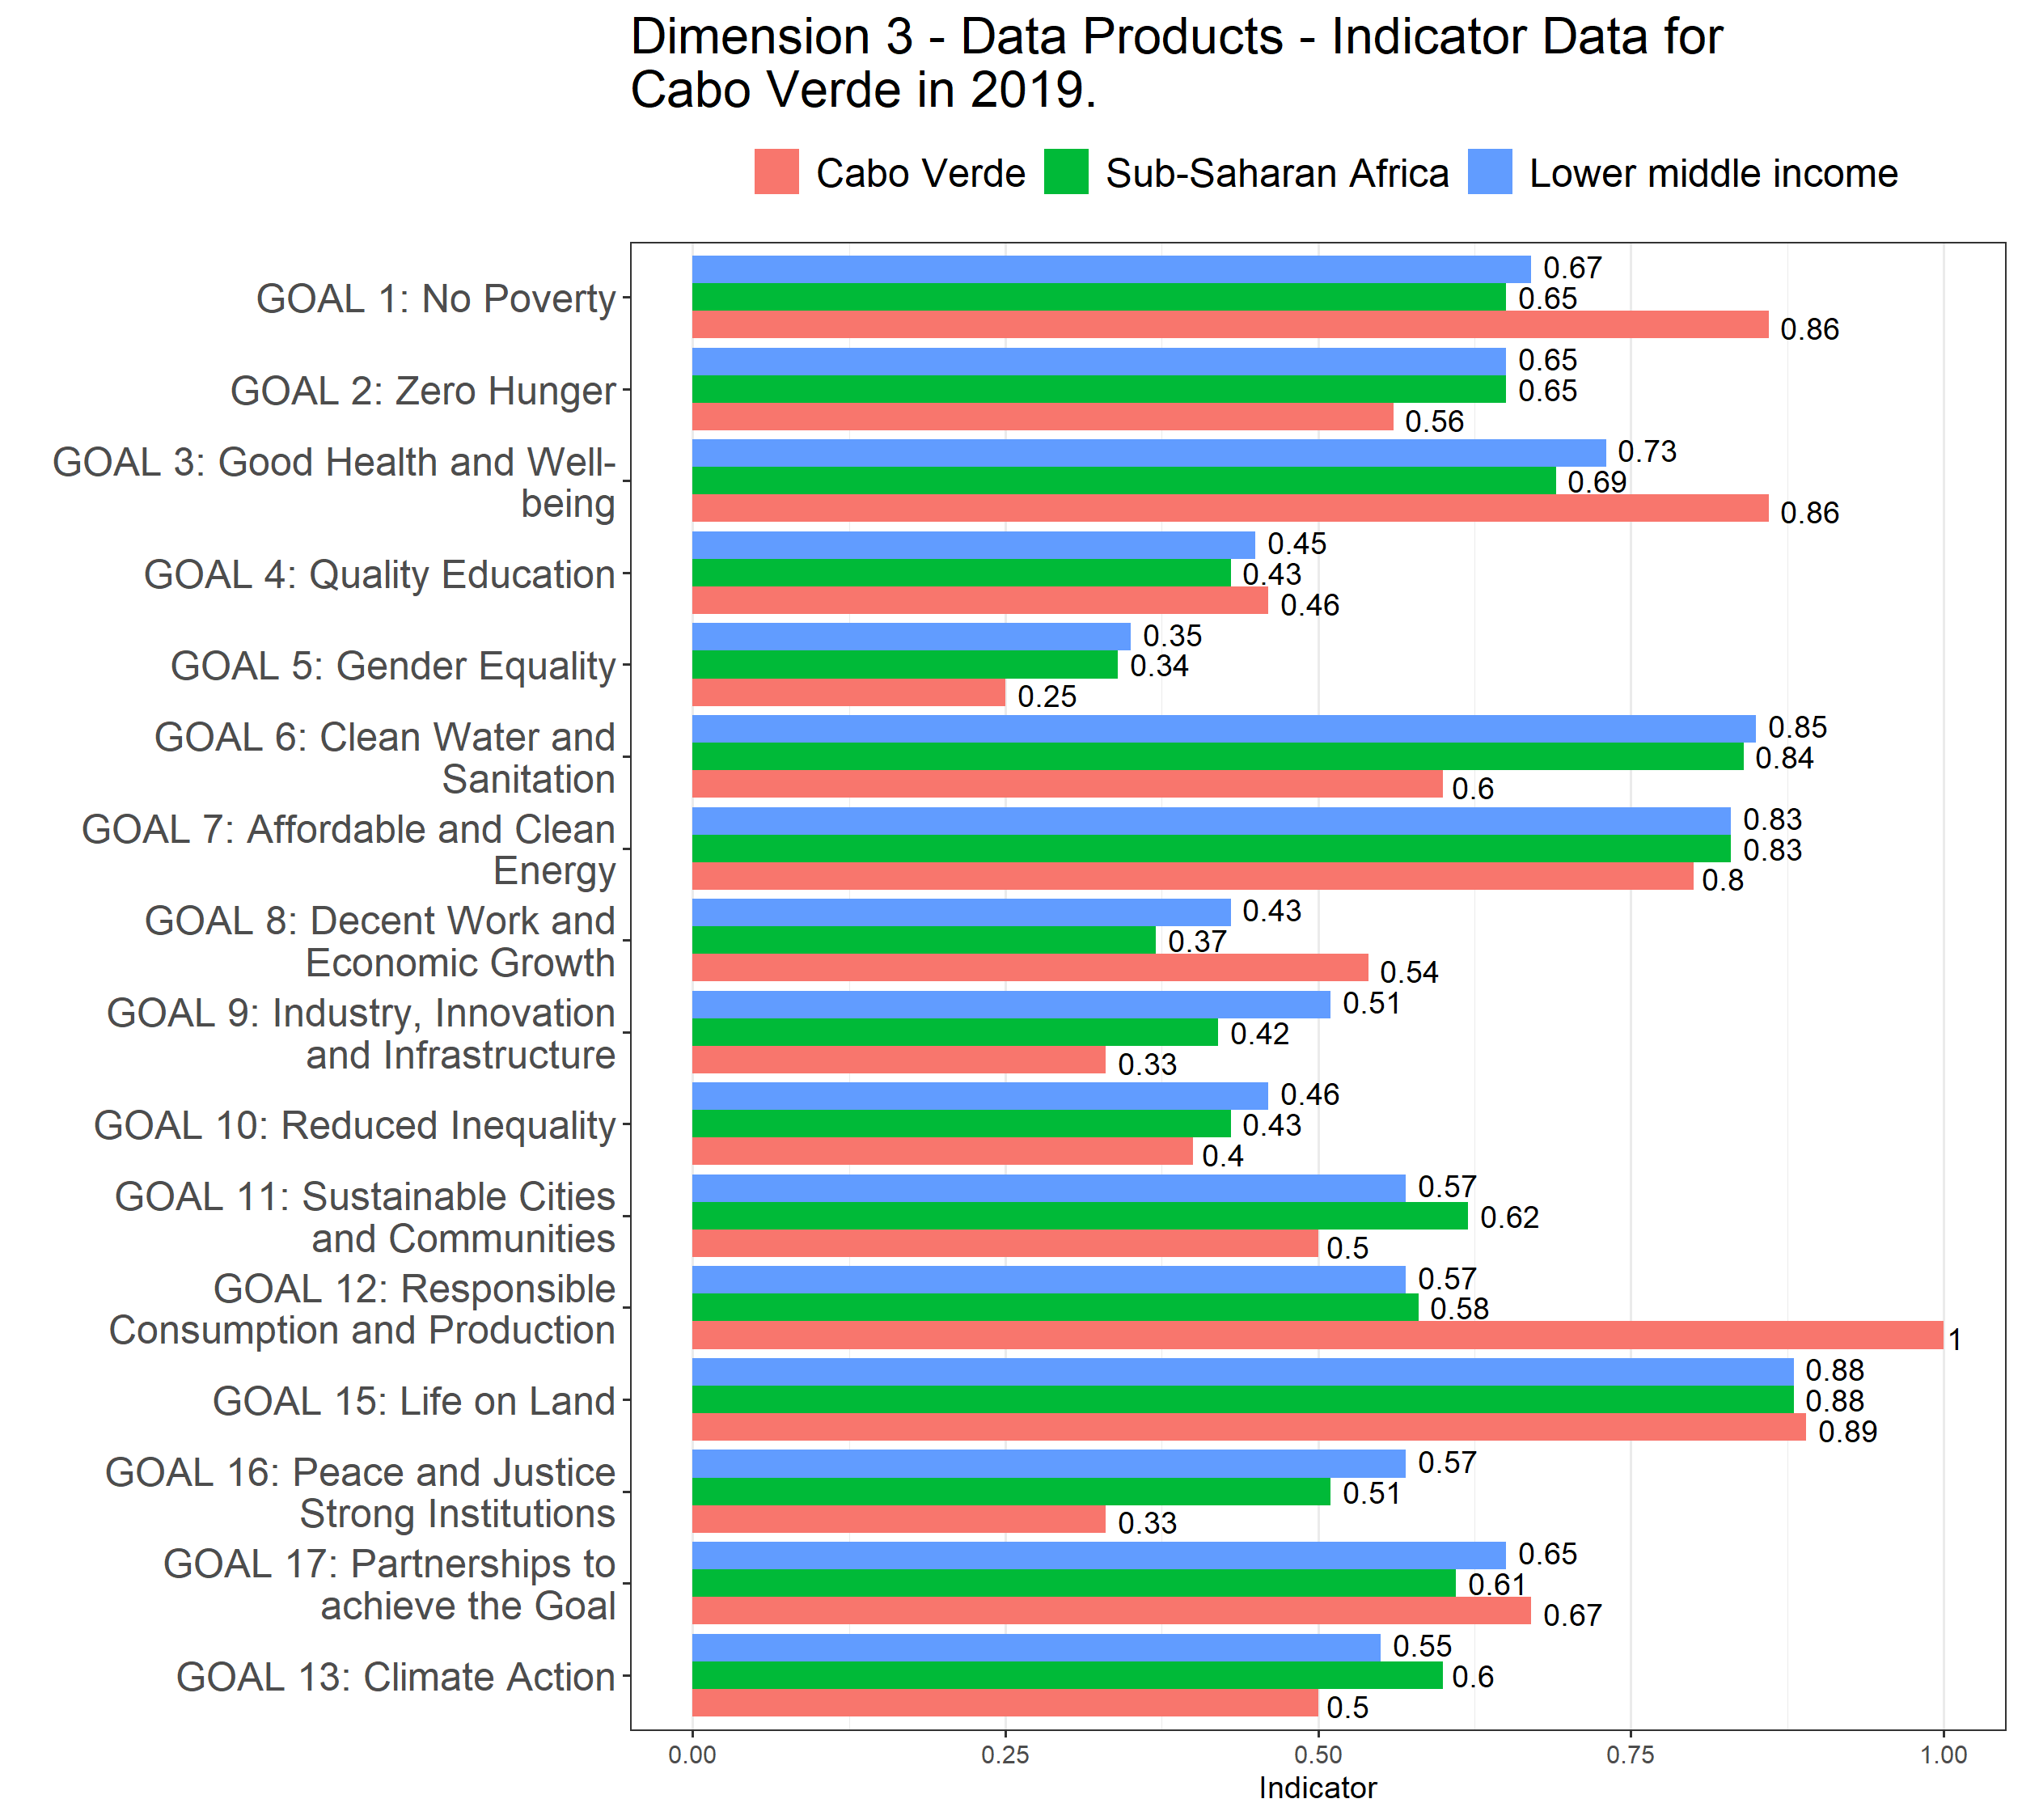 Dimension 3 - Data Products - Indicator Data for
Cabo Verde in 2019.
Cabo Verde Sub-Saharan Africa Lower middle income
GOAL 1: No Poverty
0.67
0.65
0.86
GOAL 2: Zero Hunger
0.65
0.65
0.56
GOAL 3: Good Health and Well-
being
0.73
0.69
0.86
GOAL 4: Quality Education
0.45
0.43
0.46
GOAL 5: Gender Equality
0.35
0.34
0.25
GOAL 6: Clean Water and
Sanitation
0.85
0.84
0.6
GOAL 7: Affordable and Clean
Energy
0.83
0.83
0.8
GOAL 8: Decent Work and
Economic Growth
0.43
0.37
0.54
GOAL 9: Industry, Innovation
and Infrastructure
0.51
0.42
0.33
GOAL 10: Reduced Inequality
0.46
0.43
0.4
GOAL 11: Sustainable Cities
and Communities
0.57
0.62
0.5
GOAL 12: Responsible
Consumption and Production
0.57
0.58
1
GOAL 15: Life on Land
0.88
0.88
0.89
GOAL 16: Peace and Justice
Strong Institutions
0.57
0.51
0.33
GOAL 17: Partnerships to
achieve the Goal
0.65
0.61
0.67
GOAL 13: Climate Action
0.55
0.6
0.5
0.00 0.25 0.50 0.75 1.00
Indicator